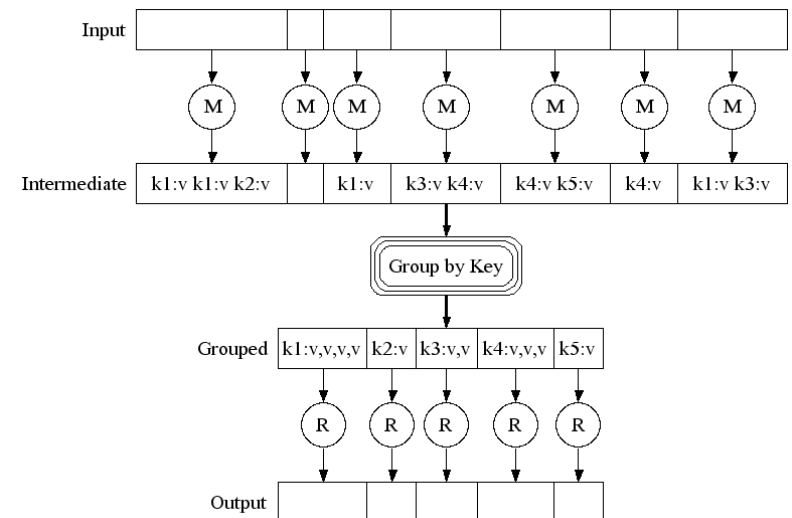 Input
M M M M M M M
Intermediate k1:v k1:v k2:v k1:v k3:v k4:v k4:v k5:v k4:v k1:v k3:v
Group by Key
Grouped k1:v,v,v,v k2:v k3:v,v k4:v,v,v k5:v
R R R R R
Output